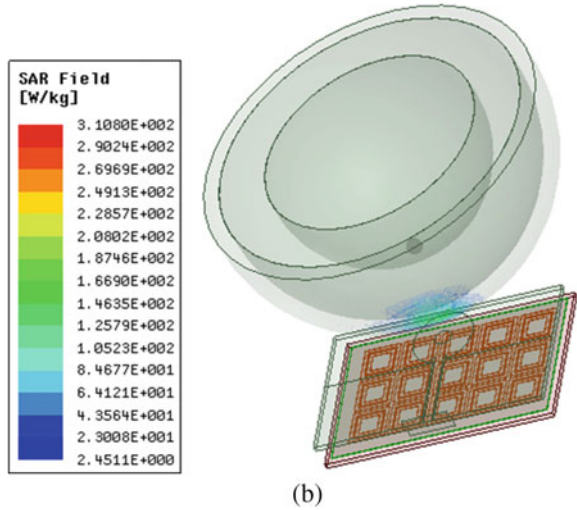 SAR Field
[W/kg]
3.1080E+002
2.9024E+002
2.6969E+002
2.4913E+002
2.2857E+002
2.0802E+002
1.8746E+002
1.6690E+002
1.4635E+002
1.2579E+002
1.0523E+002
8.4677E+001
6.4121E+001
4.3564E+001
2.3008E+001
2.4511E+000
(b)